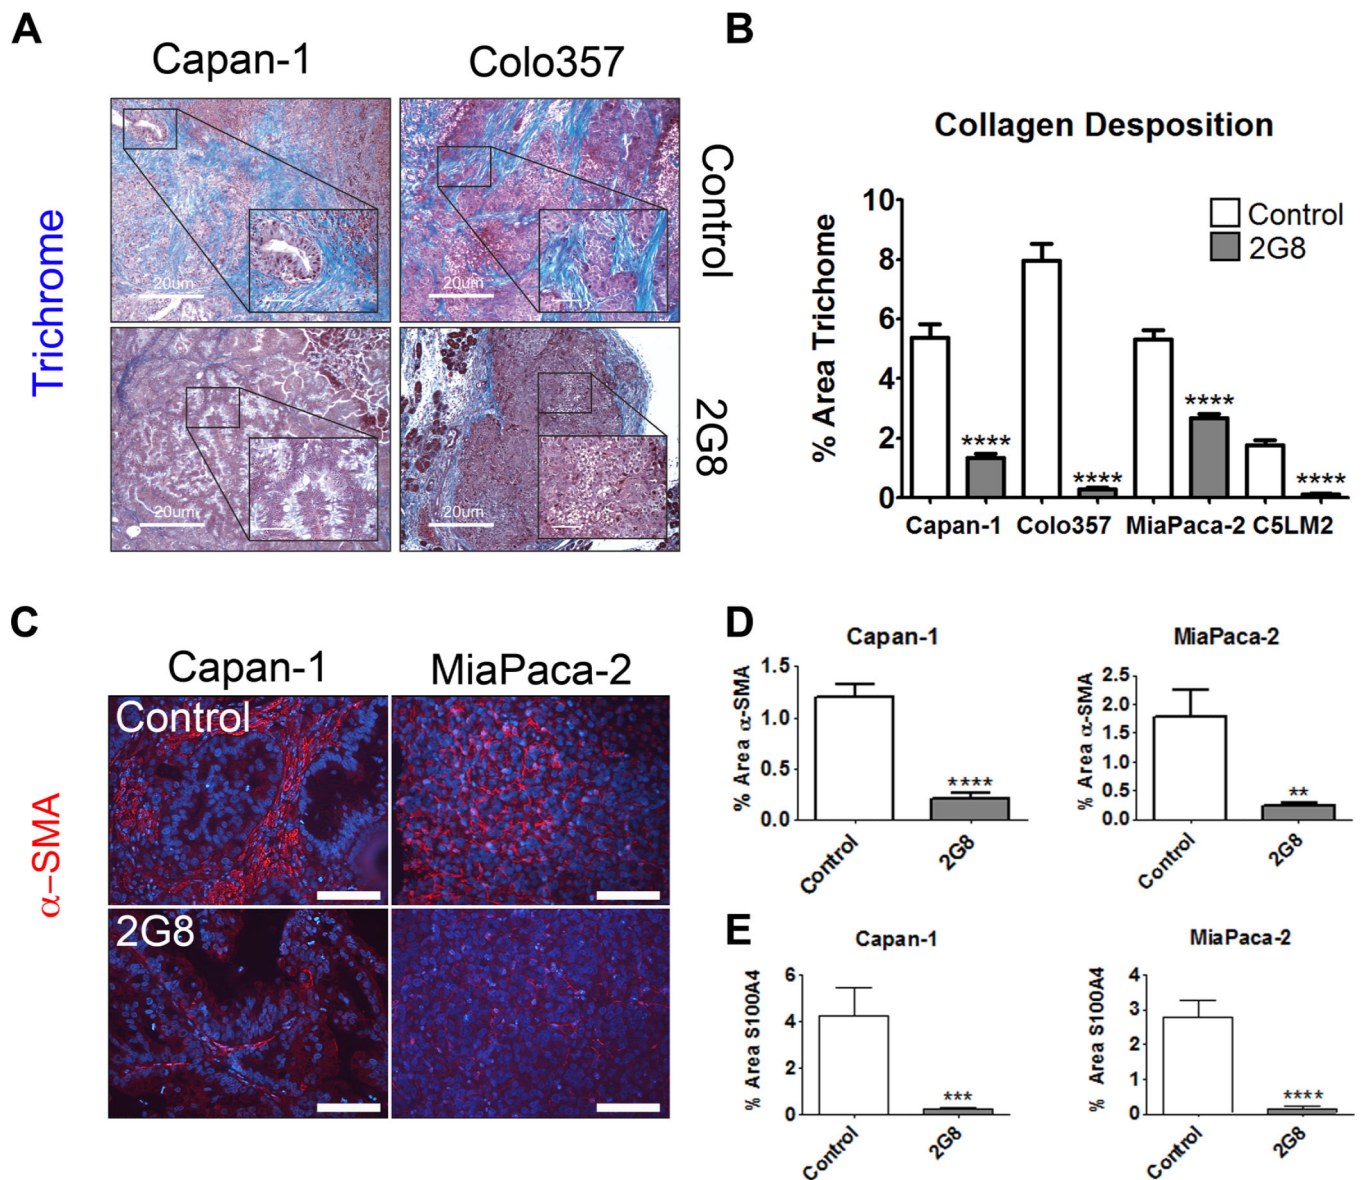 A
Capan-1
Colo357
Trichrome
Control
20um
20um
2G8
20um
20um
B
Collagen Desposition
Control
2G8
% Area Trichome
10
8
6
4
2
0
****
****
****
****
Capan-1 Colo357 MiaPaca-2 C5LM2
C
Capan-1
MiaPaca-2
α-SMA
Control
2G8
D
Capan-1
% Area α-SMA
1.5
1.0
0.5
0.0
****
Control
2G8
MiaPaca-2
% Area α-SMA
2.5
2.0
1.5
1.0
0.5
0.0
**
Control
2G8
E
Capan-1
% Area S100A4
6
4
2
0
***
Control
2G8
MiaPaca-2
% Area S100A4
4
3
2
1
0
****
Control
2G8